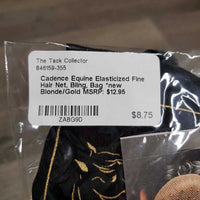 The Tack Collector
846159-355
Cadence Equine Elasticized Fine
Hair Net, Bling, Bag *new
Blonde/Gold MSRP: $12.95
ZABG9D
$8.75